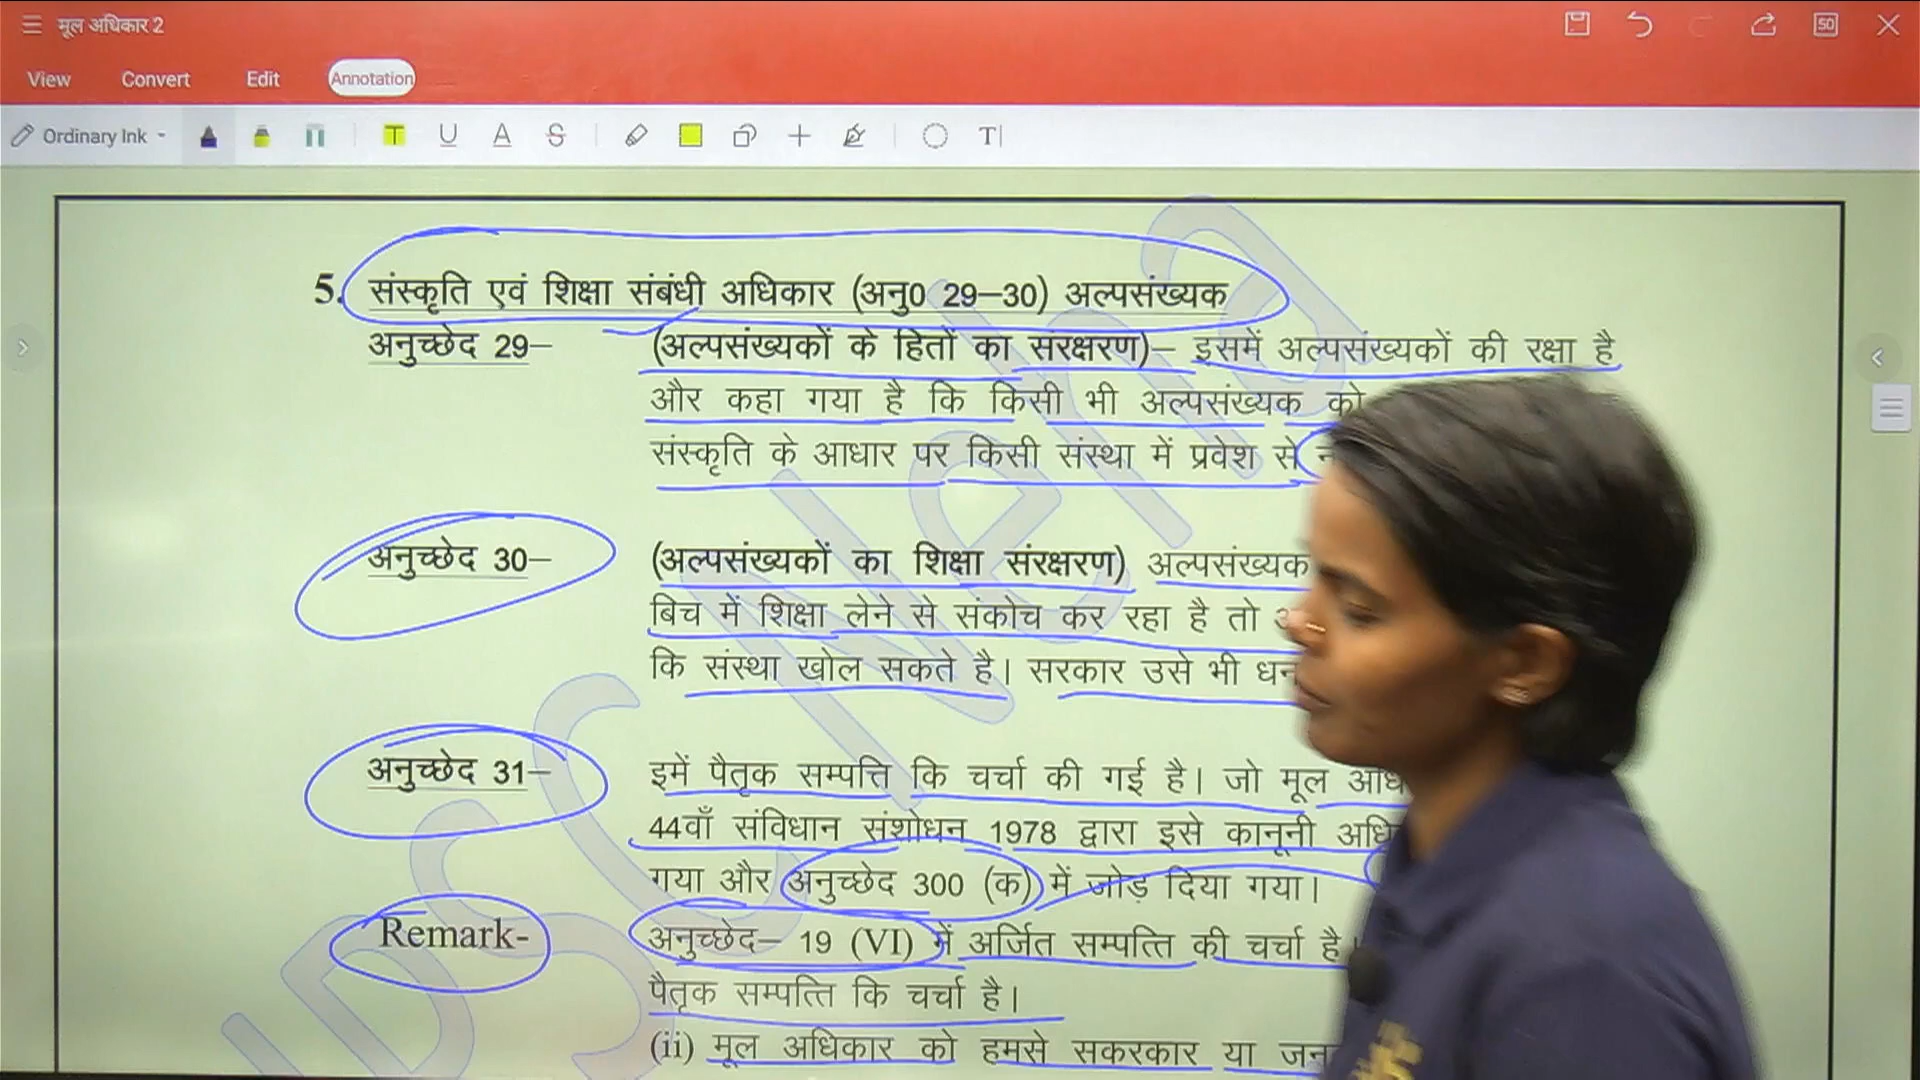 मूल अधिकार 2
View Convert Edit Annotation
Ordinary Ink
5. संस्कृति एवं शिक्षा संबंधी अधिकार (अनु0 29–30) अल्पसंख्यक
अनुच्छेद 29– (अल्पसंख्यकों के हितों का संरक्षरण)– इसमें अल्पसंख्यकों की रक्षा है
और कहा गया है कि किसी भी अल्पसंख्यक को
संस्कृति के आधार पर किसी संस्था में प्रवेश से
अनुच्छेद 30– (अल्पसंख्यकों का शिक्षा संरक्षरण) अल्पसंख्यक
बिच में शिक्षा लेने से संकोच कर रहा है तो
कि संस्था खोल सकते है। सरकार उसे भी
अनुच्छेद 31– इमें पैतृक सम्पत्ति कि चर्चा की गई है। जो मूल
44वाँ संविधान संशोधन 1978 द्वारा इसे कानूनी
गया और अनुच्छेद 300 (क) में जोड़ दिया गया।
Remark- अनुच्छेद– 19 (VI) में अर्जित सम्पत्ति की चर्चा है
पैतृक सम्पत्ति कि चर्चा है।
(ii) मूल अधिकार को हमसे सकरकार या